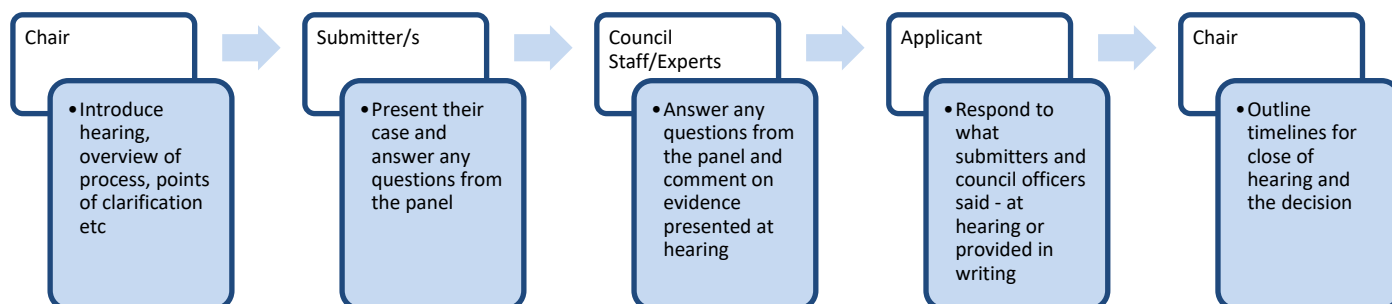 Chair
•Introduce
hearing,
overview of
process, points
of clarification
etc
Submitter/s
•Present their
case and
answer any
questions from
the panel
Council
Staff/Experts
•Answer any
questions from
the panel and
comment on
evidence
presented at
hearing
Applicant
•Respond to
what
submitters and
council officers
said - at
hearing or
provided in
writing
Chair
•Outline
timelines for
close of
hearing and
the decision